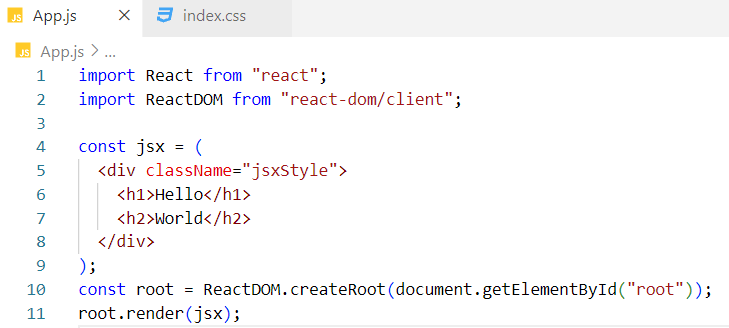 JS App.js × index.css
JS App.js > ...
1 import React from "react";
2 import ReactDOM from "react-dom/client";
3
4 const jsx = (
5   <div className="jsxStyle">
6     <h1>Hello</h1>
7     <h2>World</h2>
8   </div>
9 );
10 const root = ReactDOM.createRoot(document.getElementById("root"));
11 root.render(jsx);